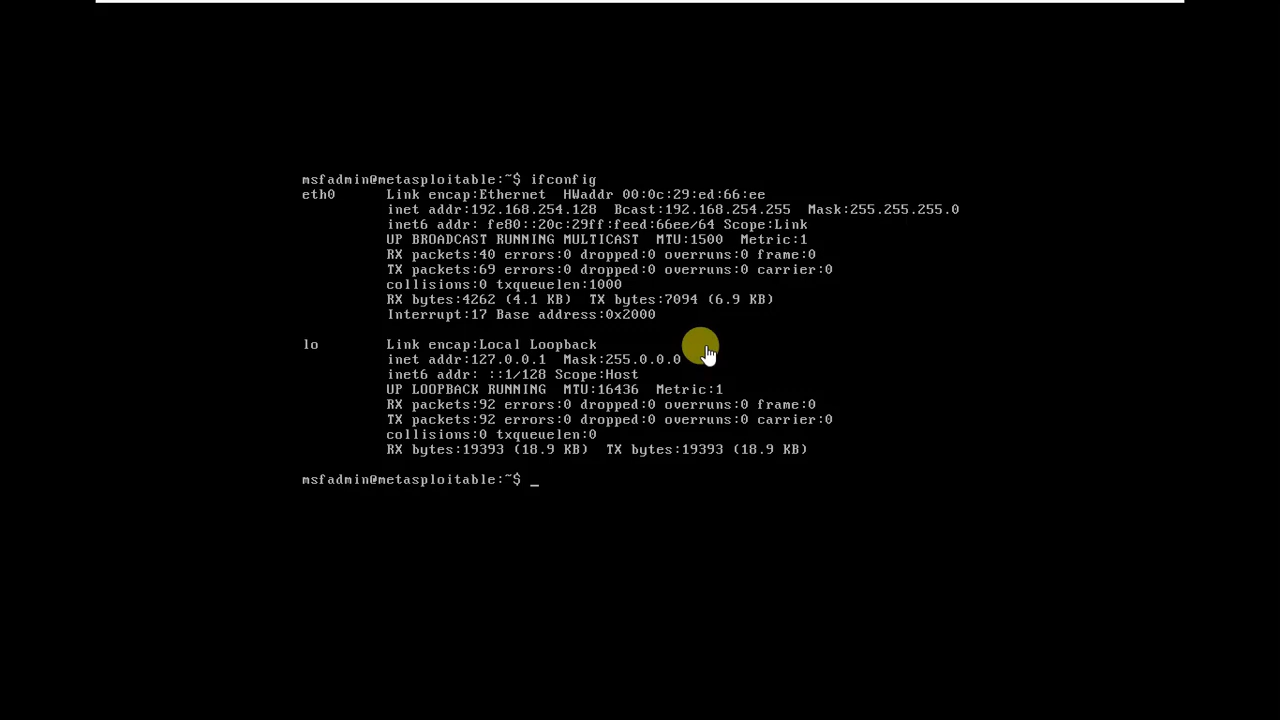 msfadmin@metasploitable:~$ ifconfig
eth0 Link encap:Ethernet HWaddr 00:0c:29:ed:66:ee
inet addr:192.168.254.128 Bcast:192.168.254.255 Mask:255.255.255.0
inet6 addr: fe80::20c:29ff:feed:66ee/64 Scope:Link
UP BROADCAST RUNNING MULTICAST MTU:1500 Metric:1
RX packets:40 errors:0 dropped:0 overruns:0 frame:0
TX packets:69 errors:0 dropped:0 overruns:0 carrier:0
collisions:0 txqueuelen:1000
RX bytes:4262 (4.1 KB) TX bytes:7094 (6.9 KB)
Interrupt:17 Base address:0x2000
lo Link encap:Local Loopback
inet addr:127.0.0.1 Mask:255.0.0.0
inet6 addr: ::1/128 Scope:Host
UP LOOPBACK RUNNING MTU:16436 Metric:1
RX packets:92 errors:0 dropped:0 overruns:0 frame:0
TX packets:92 errors:0 dropped:0 overruns:0 carrier:0
collisions:0 txqueuelen:0
RX bytes:19393 (18.9 KB) TX bytes:19393 (18.9 KB)
msfadmin@metasploitable:~$ _